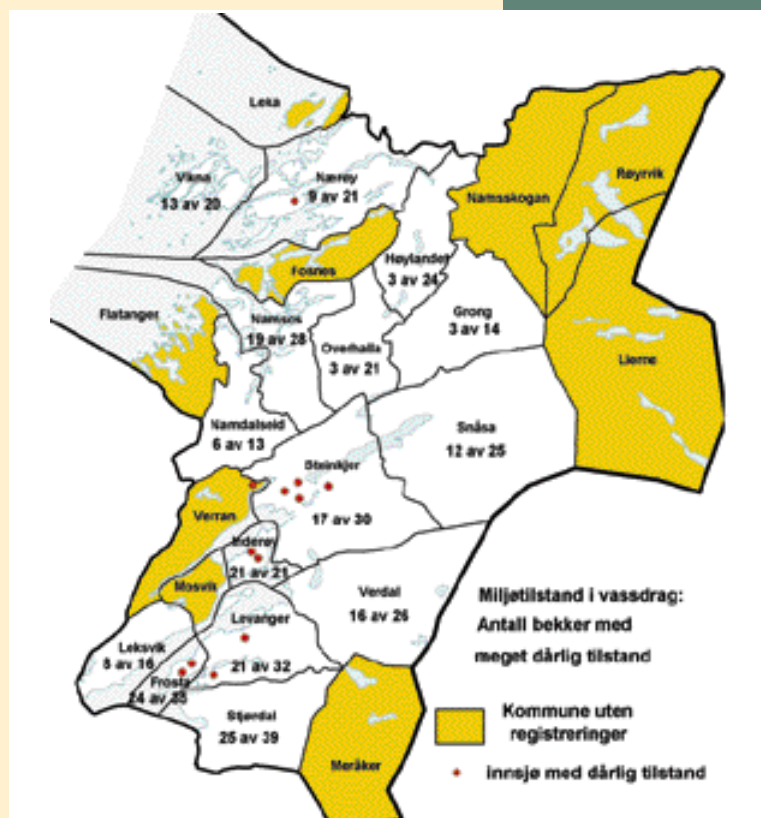 Leka
Vikna
13 av 20
Nærøy
9 av 21
Namsskogan
Røyrvik
Fosnes
Høylandet
3 av 24
Flatanger
Namsos
19 av 28
Overhalla
3 av 21
Grong
3 av 14
Lierne
Namdalseid
6 av 13
Snåsa
12 av 25
Steinkjer
17 av 30
Verran
Inderøy
21 av 21
Mosvik
Verdal
16 av 26
Levanger
21 av 32
Leksvik
av 16
Frosta
24 av
Stjørdal
25 av 39
Meråker
Miljøtilstand i vassdrag:
Antall bekker med
meget dårlig tilstand
Kommune uten
registreringer
innsjø med dårlig tilstand